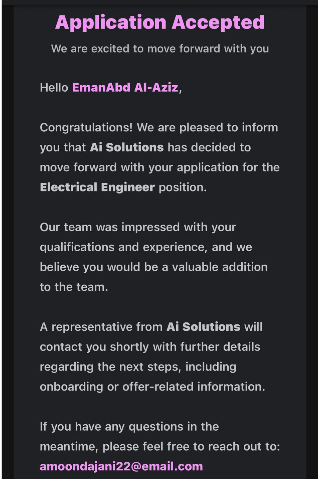 Application Accepted
We are excited to move forward with you
Hello EmanAbd Al-Aziz,
Congratulations! We are pleased to inform
you that Ai Solutions has decided to
move forward with your application for the
Electrical Engineer position.
Our team was impressed with your
qualifications and experience, and we
believe you would be a valuable addition
to the team.
A representative from Ai Solutions will
contact you shortly with further details
regarding the next steps, including
onboarding or offer-related information.
If you have any questions in the
meantime, please feel free to reach out to:
amoondajani22@email.com